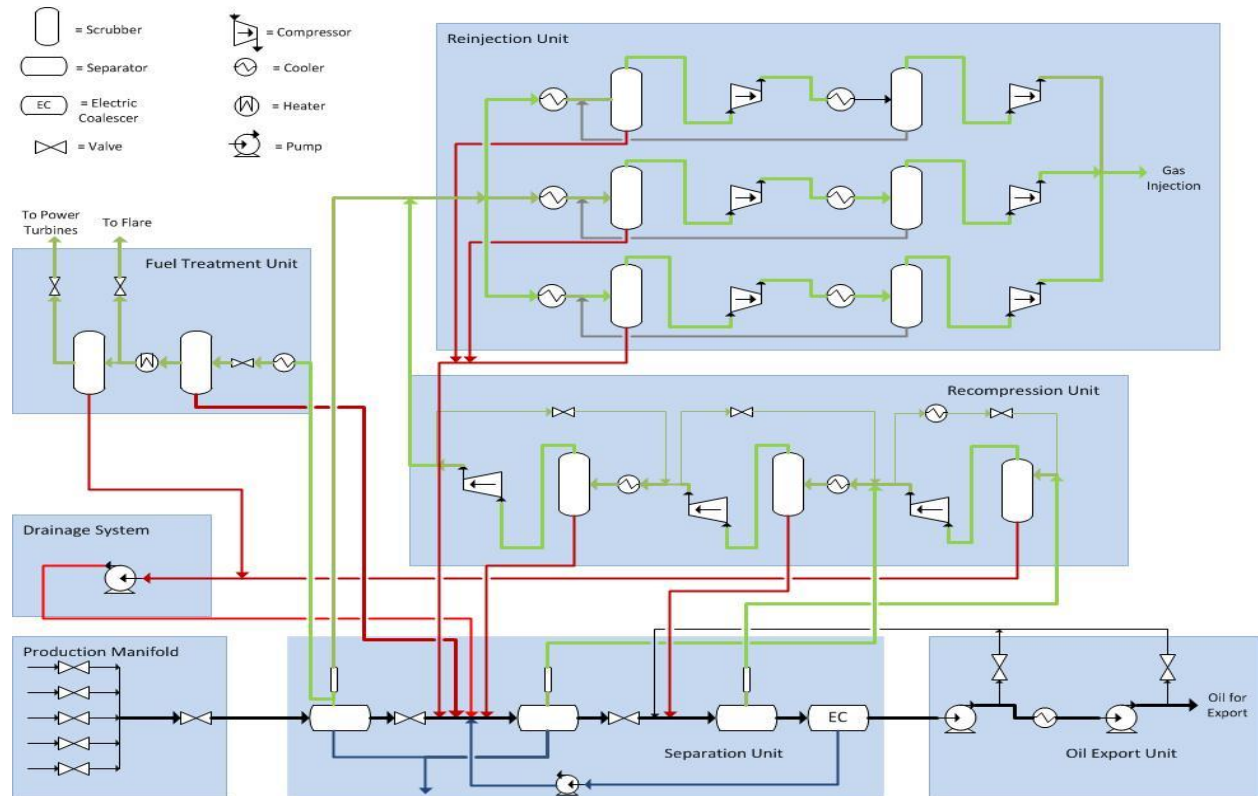 = Scrubber
= Compressor
= Separator
= Cooler
EC
= Electric
Coalescer
= Heater
= Valve
= Pump
Reinjection Unit
Gas
Injection
To Power
Turbines
To Flare
Fuel Treatment Unit
Recompression Unit
Drainage System
Production Manifold
EC
Separation Unit
Oil for
Export
Oil Export Unit